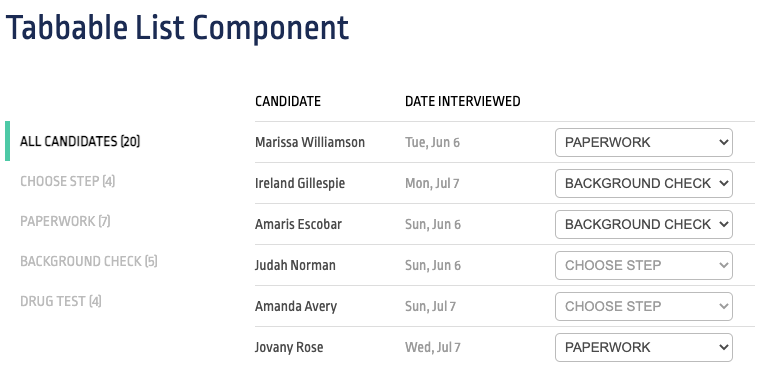 Tabbable List Component
CANDIDATE DATE INTERVIEWED
ALL CANDIDATES (20)
CHOOSE STEP (4)
PAPERWORK (7)
BACKGROUND CHECK (5)
DRUG TEST (4)
Marissa Williamson Tue, Jun 6 PAPERWORK
Ireland Gillespie Mon, Jul 7 BACKGROUND CHECK
Amaris Escobar Sun, Jun 6 BACKGROUND CHECK
Judah Norman Sun, Jun 6 CHOOSE STEP
Amanda Avery Sun, Jul 7 CHOOSE STEP
Jovany Rose Wed, Jul 7 PAPERWORK